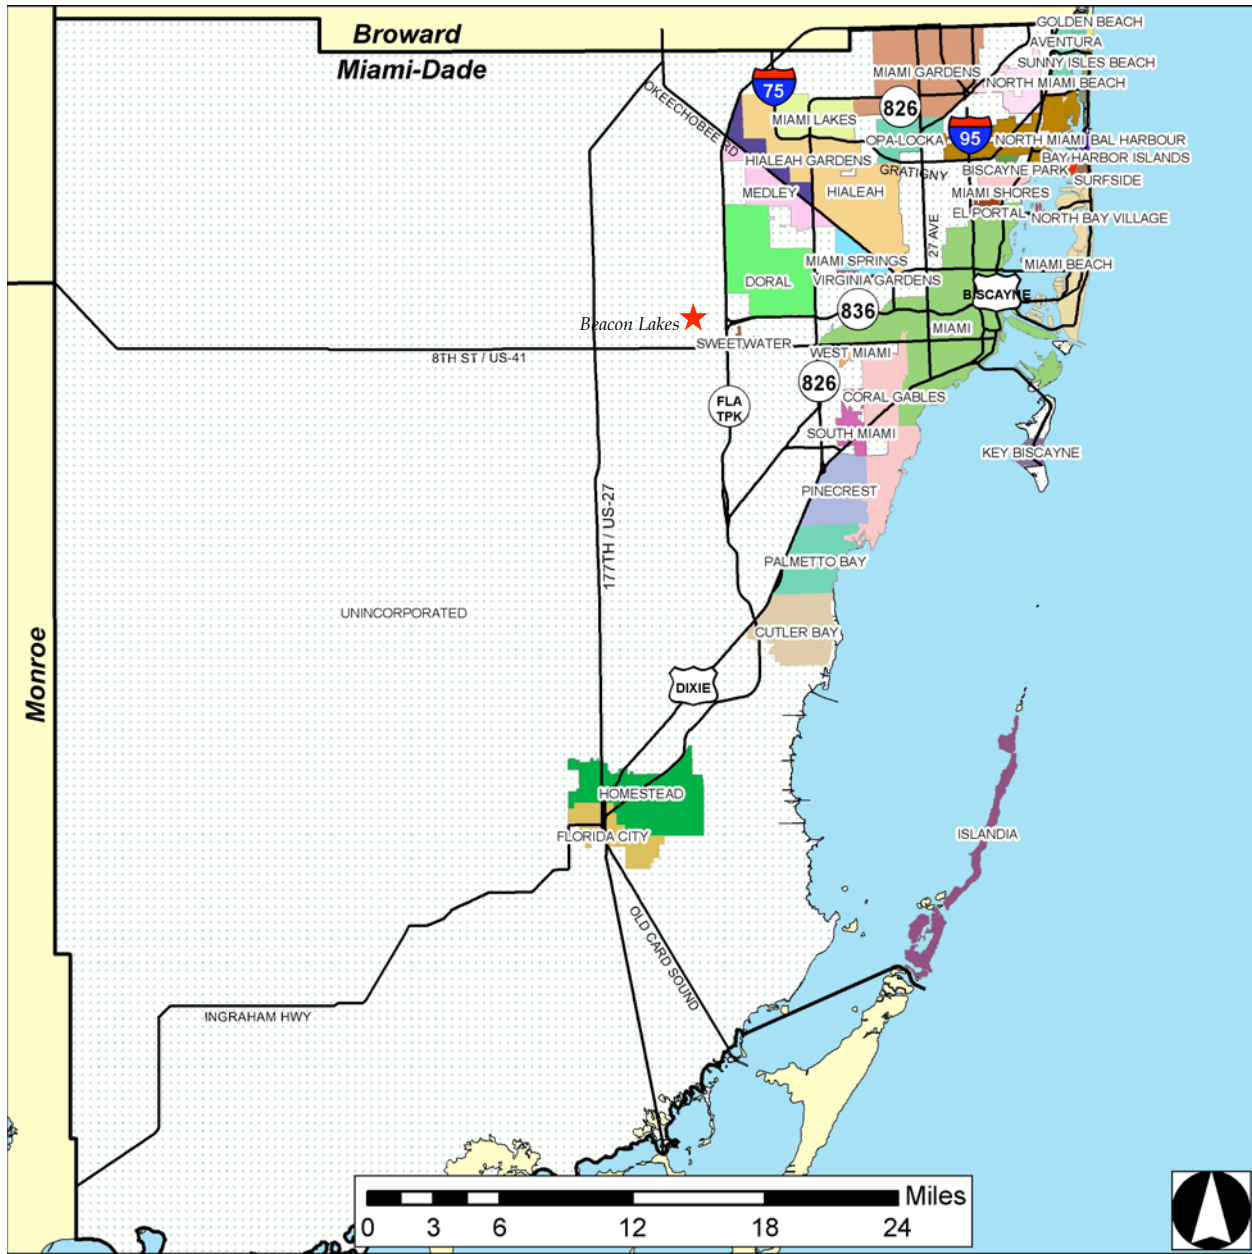 Broward
Miami-Dade
GOLDEN BEACH
AVENTURA
SUNNY ISLES BEACH
NORTH MIAMI BEACH
MIAMI GARDENS
75
OKEECHOBEE RD
826
MIAMI LAKES
OPA-LOCKA
95
NORTH MIAMI
BAL HARBOUR
HIALEAH GARDENS
BAY HARBOR ISLANDS
GRATIGNY
BISCAYNE PARK
SURFSIDE
MEDLEY
HIALEAH
MIAMI SHORES
EL PORTAL
NORTH BAY VILLAGE
27 AVE
MIAMI SPRINGS
MIAMI BEACH
DORAL
VIRGINIA GARDENS
BISCAYNE
836
Beacon Lakes
MIAMI
SWEETWATER
WEST MIAMI
8TH ST / US-41
826
FLA
TPK
CORAL GABLES
SOUTH MIAMI
KEY BISCAYNE
PINECREST
177TH / US-27
PALMETTO BAY
UNINCORPORATED
CUTLER BAY
Monroe
DIXIE
HOMESTEAD
FLORIDA CITY
ISLANDIA
OLD CARD SOUND
INGRAHAM HWY
Miles
0 3 6 12 18 24